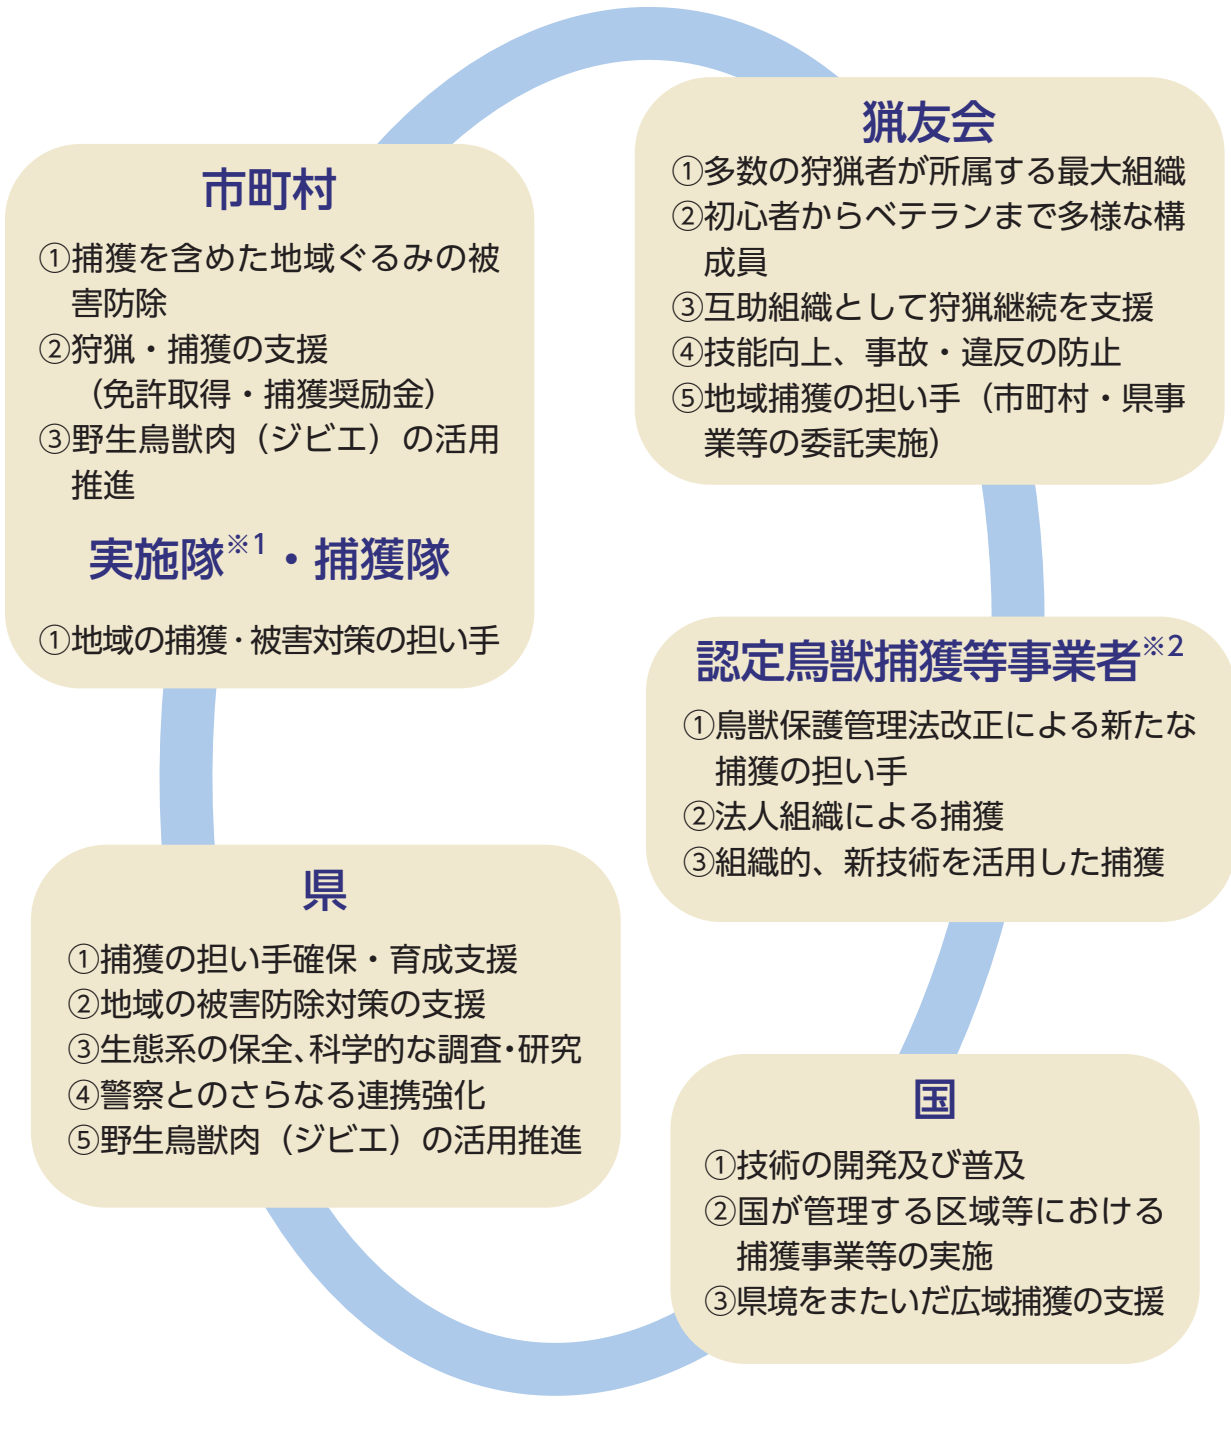 市町村
①捕獲を含めた地域ぐるみの被
害防除
②狩猟・捕獲の支援
（免許取得・捕獲奨励金）
③野生鳥獣肉（ジビエ）の活用
推進
実施隊※1・捕獲隊
①地域の捕獲・被害対策の担い手
猟友会
①多数の狩猟者が所属する最大組織
②初心者からベテランまで多様な構
成員
③互助組織として狩猟継続を支援
④技能向上、事故・違反の防止
⑤地域捕獲の担い手（市町村・県事
業等の委託実施）
認定鳥獣捕獲等事業者※2
①鳥獣保護管理法改正による新たな
捕獲の担い手
②法人組織による捕獲
③組織的、新技術を活用した捕獲
県
①捕獲の担い手確保・育成支援
②地域の被害防除対策の支援
③生態系の保全、科学的な調査・研究
④警察とのさらなる連携強化
⑤野生鳥獣肉（ジビエ）の活用推進
国
①技術の開発及び普及
②国が管理する区域等における
捕獲事業等の実施
③県境をまたいだ広域捕獲の支援